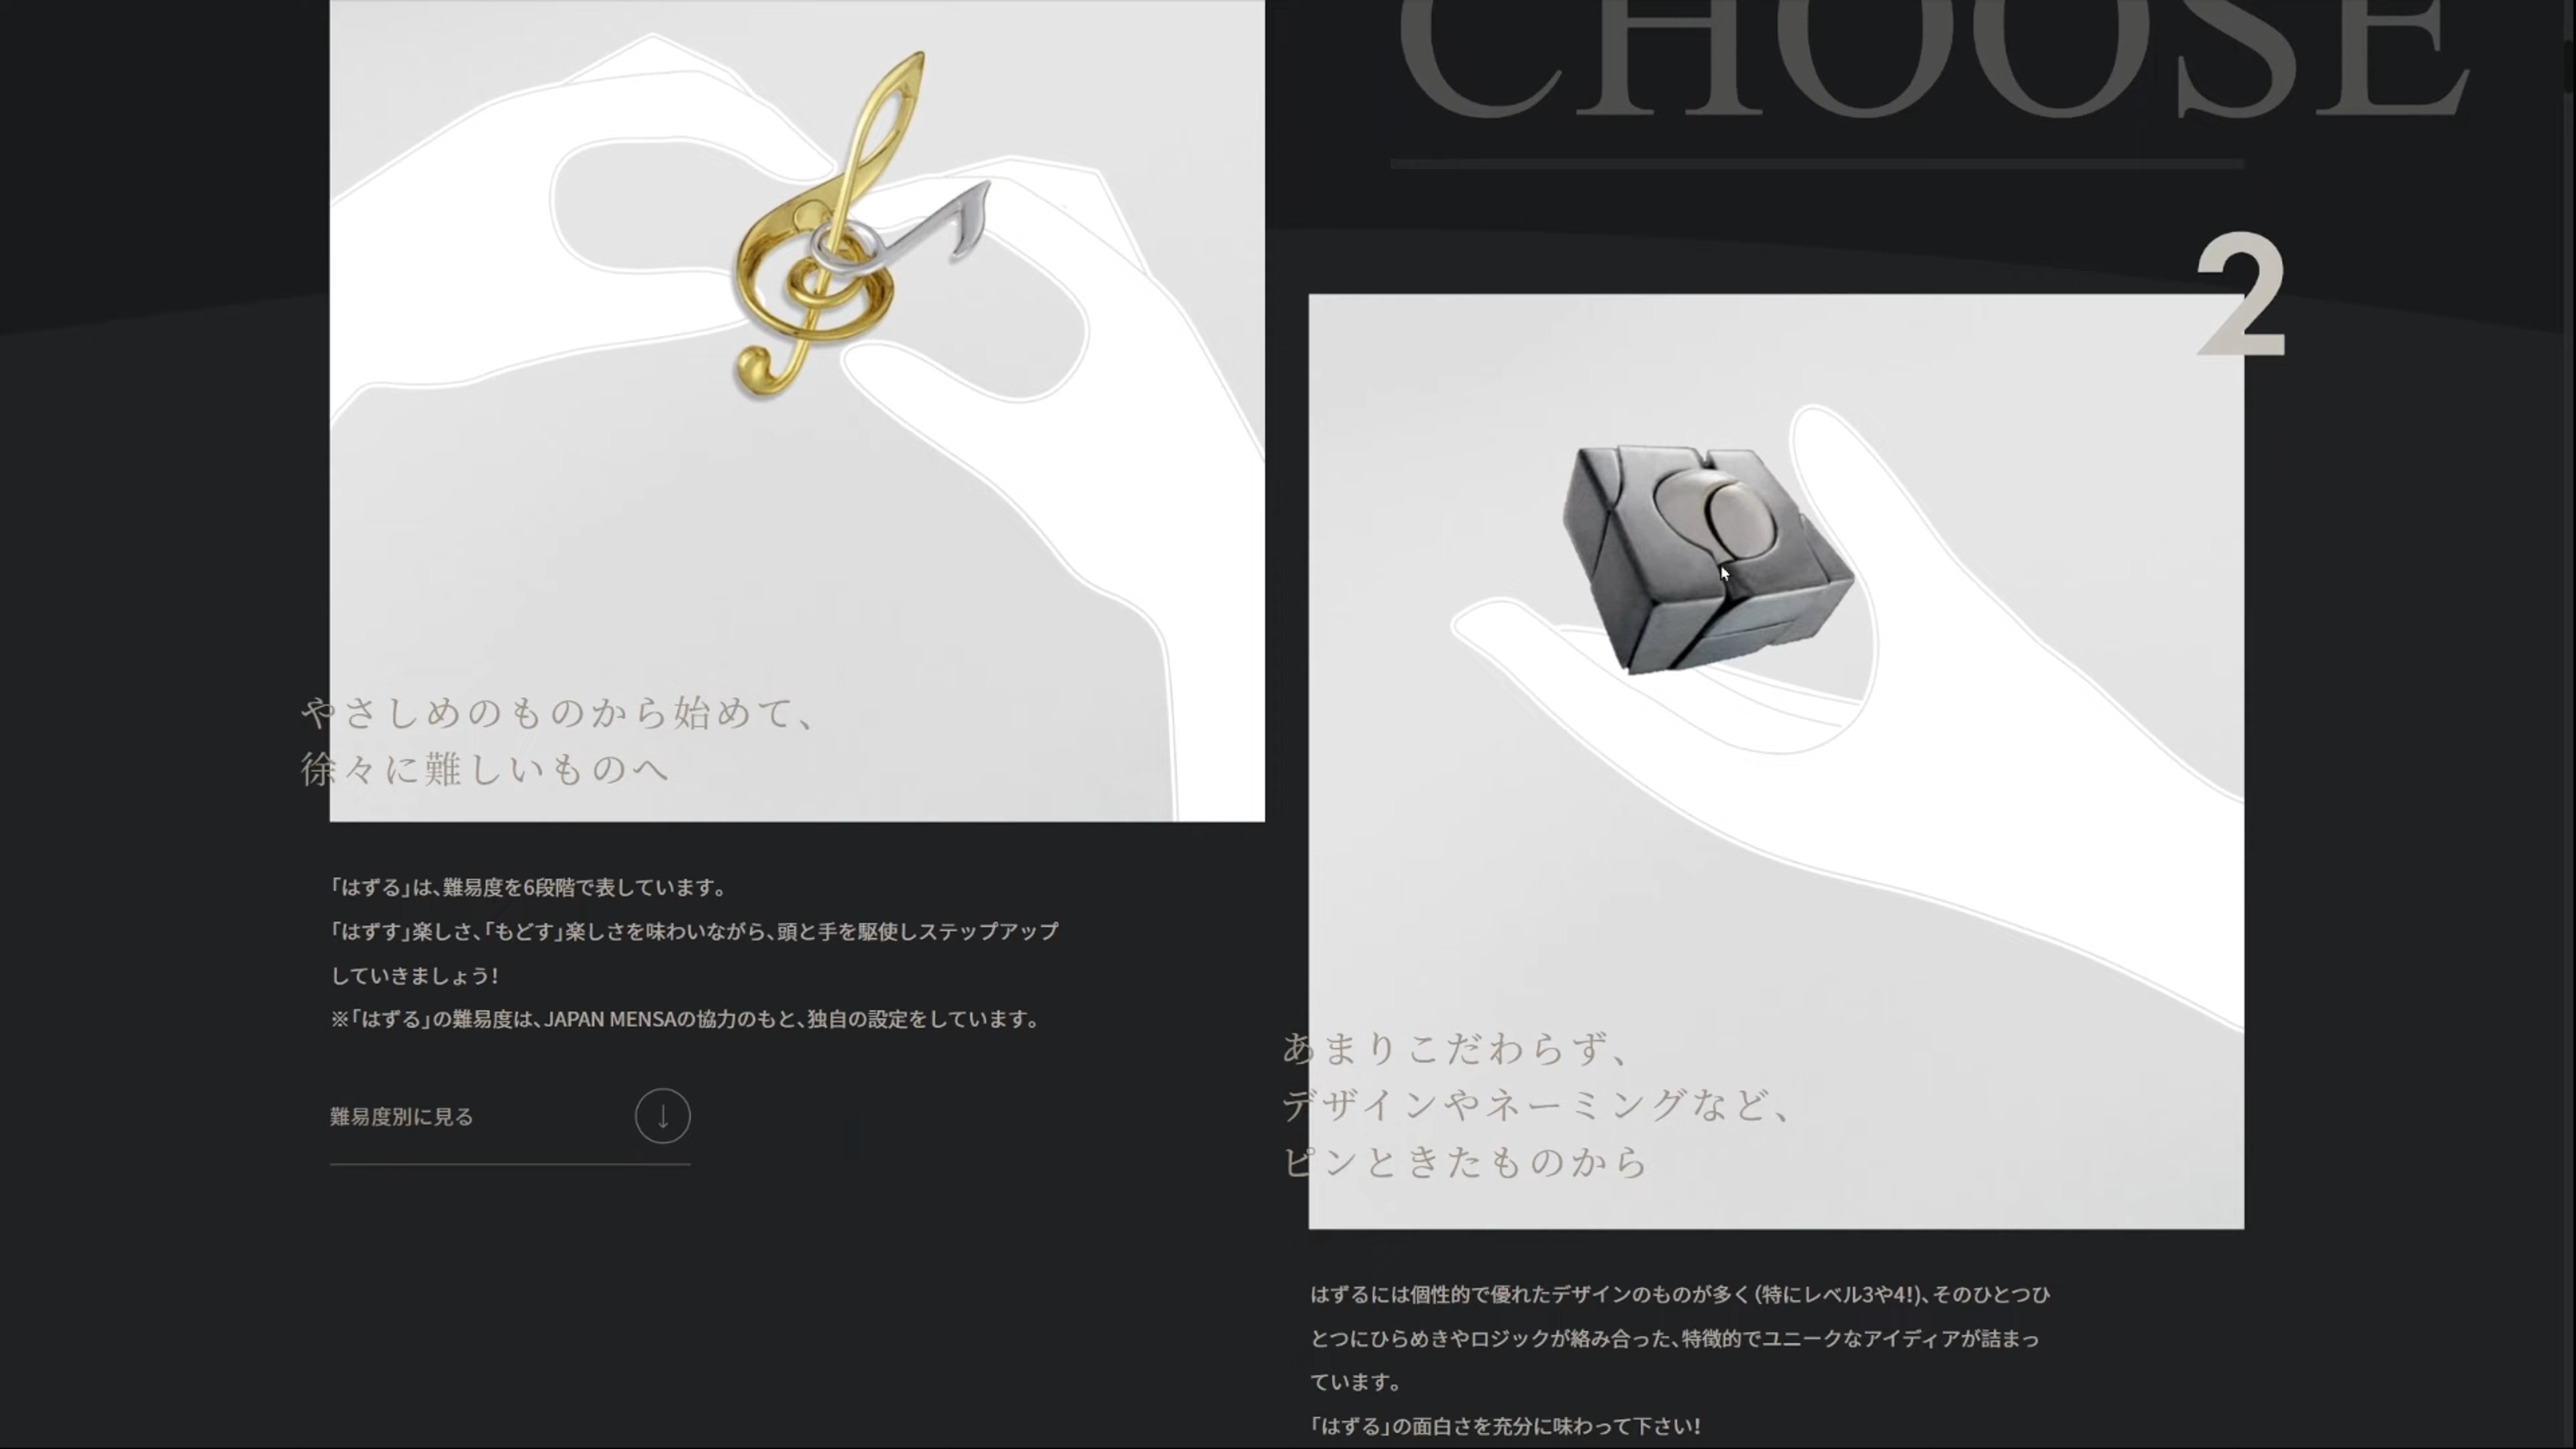 CHOOSE
やさしめのものから始めて、
徐々に難しいものへ
「はずる」は、難易度を6段階で表しています。
「はずす」楽しさ、「もどす」楽しさを味わいながら、頭と手を駆使しステップアップ
していきましょう!
※「はずる」の難易度は、JAPAN MENSAの協力のもと、独自の設定をしています。
難易度別に見る
2
あまりこだわらず、
デザインやネーミングなど、
ピンときたものから
はずるには個性的で優れたデザインのものが多く(特にレベル3や4!)、そのひとつひ
とつにひらめきやロジックが絡み合った、特徴的でユニークなアイディアが詰まっ
ています。
「はずる」の面白さを充分に味わって下さい!